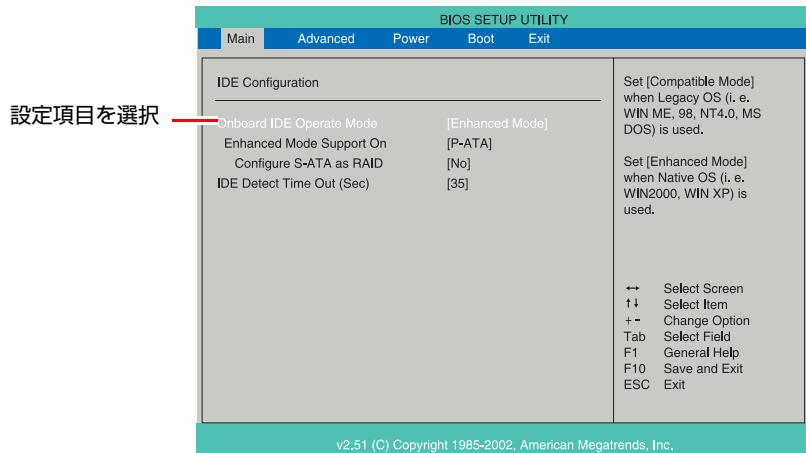 BIOS SETUP UTILITY
Main Advanced Power Boot Exit
IDE Configuration
設定項目を選択
Onboard IDE Operate Mode [Enhanced Mode]
Enhanced Mode Support On [P-ATA]
Configure S-ATA as RAID [No]
IDE Detect Time Out (Sec) [35]
Set [Compatible Mode]
when Legacy OS (i. e.
WIN ME, 98, NT4.0, MS
DOS) is used.
Set [Enhanced Mode]
when Native OS (i. e.
WIN2000, WIN XP) is
used.
↔ Select Screen
↑↓ Select Item
+- Change Option
Tab Select Field
F1 General Help
F10 Save and Exit
ESC Exit
v2.51 (C) Copyright 1985-2002, American Megatrends, Inc.